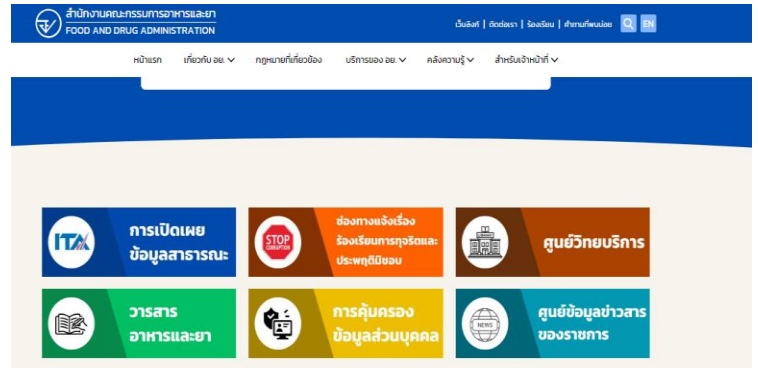 สำนักงานคณะกรรมการอาหารและยา
FOOD AND DRUG ADMINISTRATION
เว็บลิงก์ | ติดต่อเรา | ร้องเรียน | คำถามที่พบบ่อย EN
หน้าแรก เกี่ยวกับ อย. กฎหมายที่เกี่ยวข้อง บริการของ อย. คลังความรู้ สำหรับเจ้าหน้าที่
ITA
การเปิดเผย
ข้อมูลสาธารณะ
STOP
CORRUPTION
ช่องทางแจ้งเรื่อง
ร้องเรียนการทุจริตและ
ประพฤติมิชอบ
ศูนย์วิทยบริการ
วารสาร
อาหารและยา
การคุ้มครอง
ข้อมูลส่วนบุคคล
NEWS
ศูนย์ข้อมูลข่าวสาร
ของราชการ